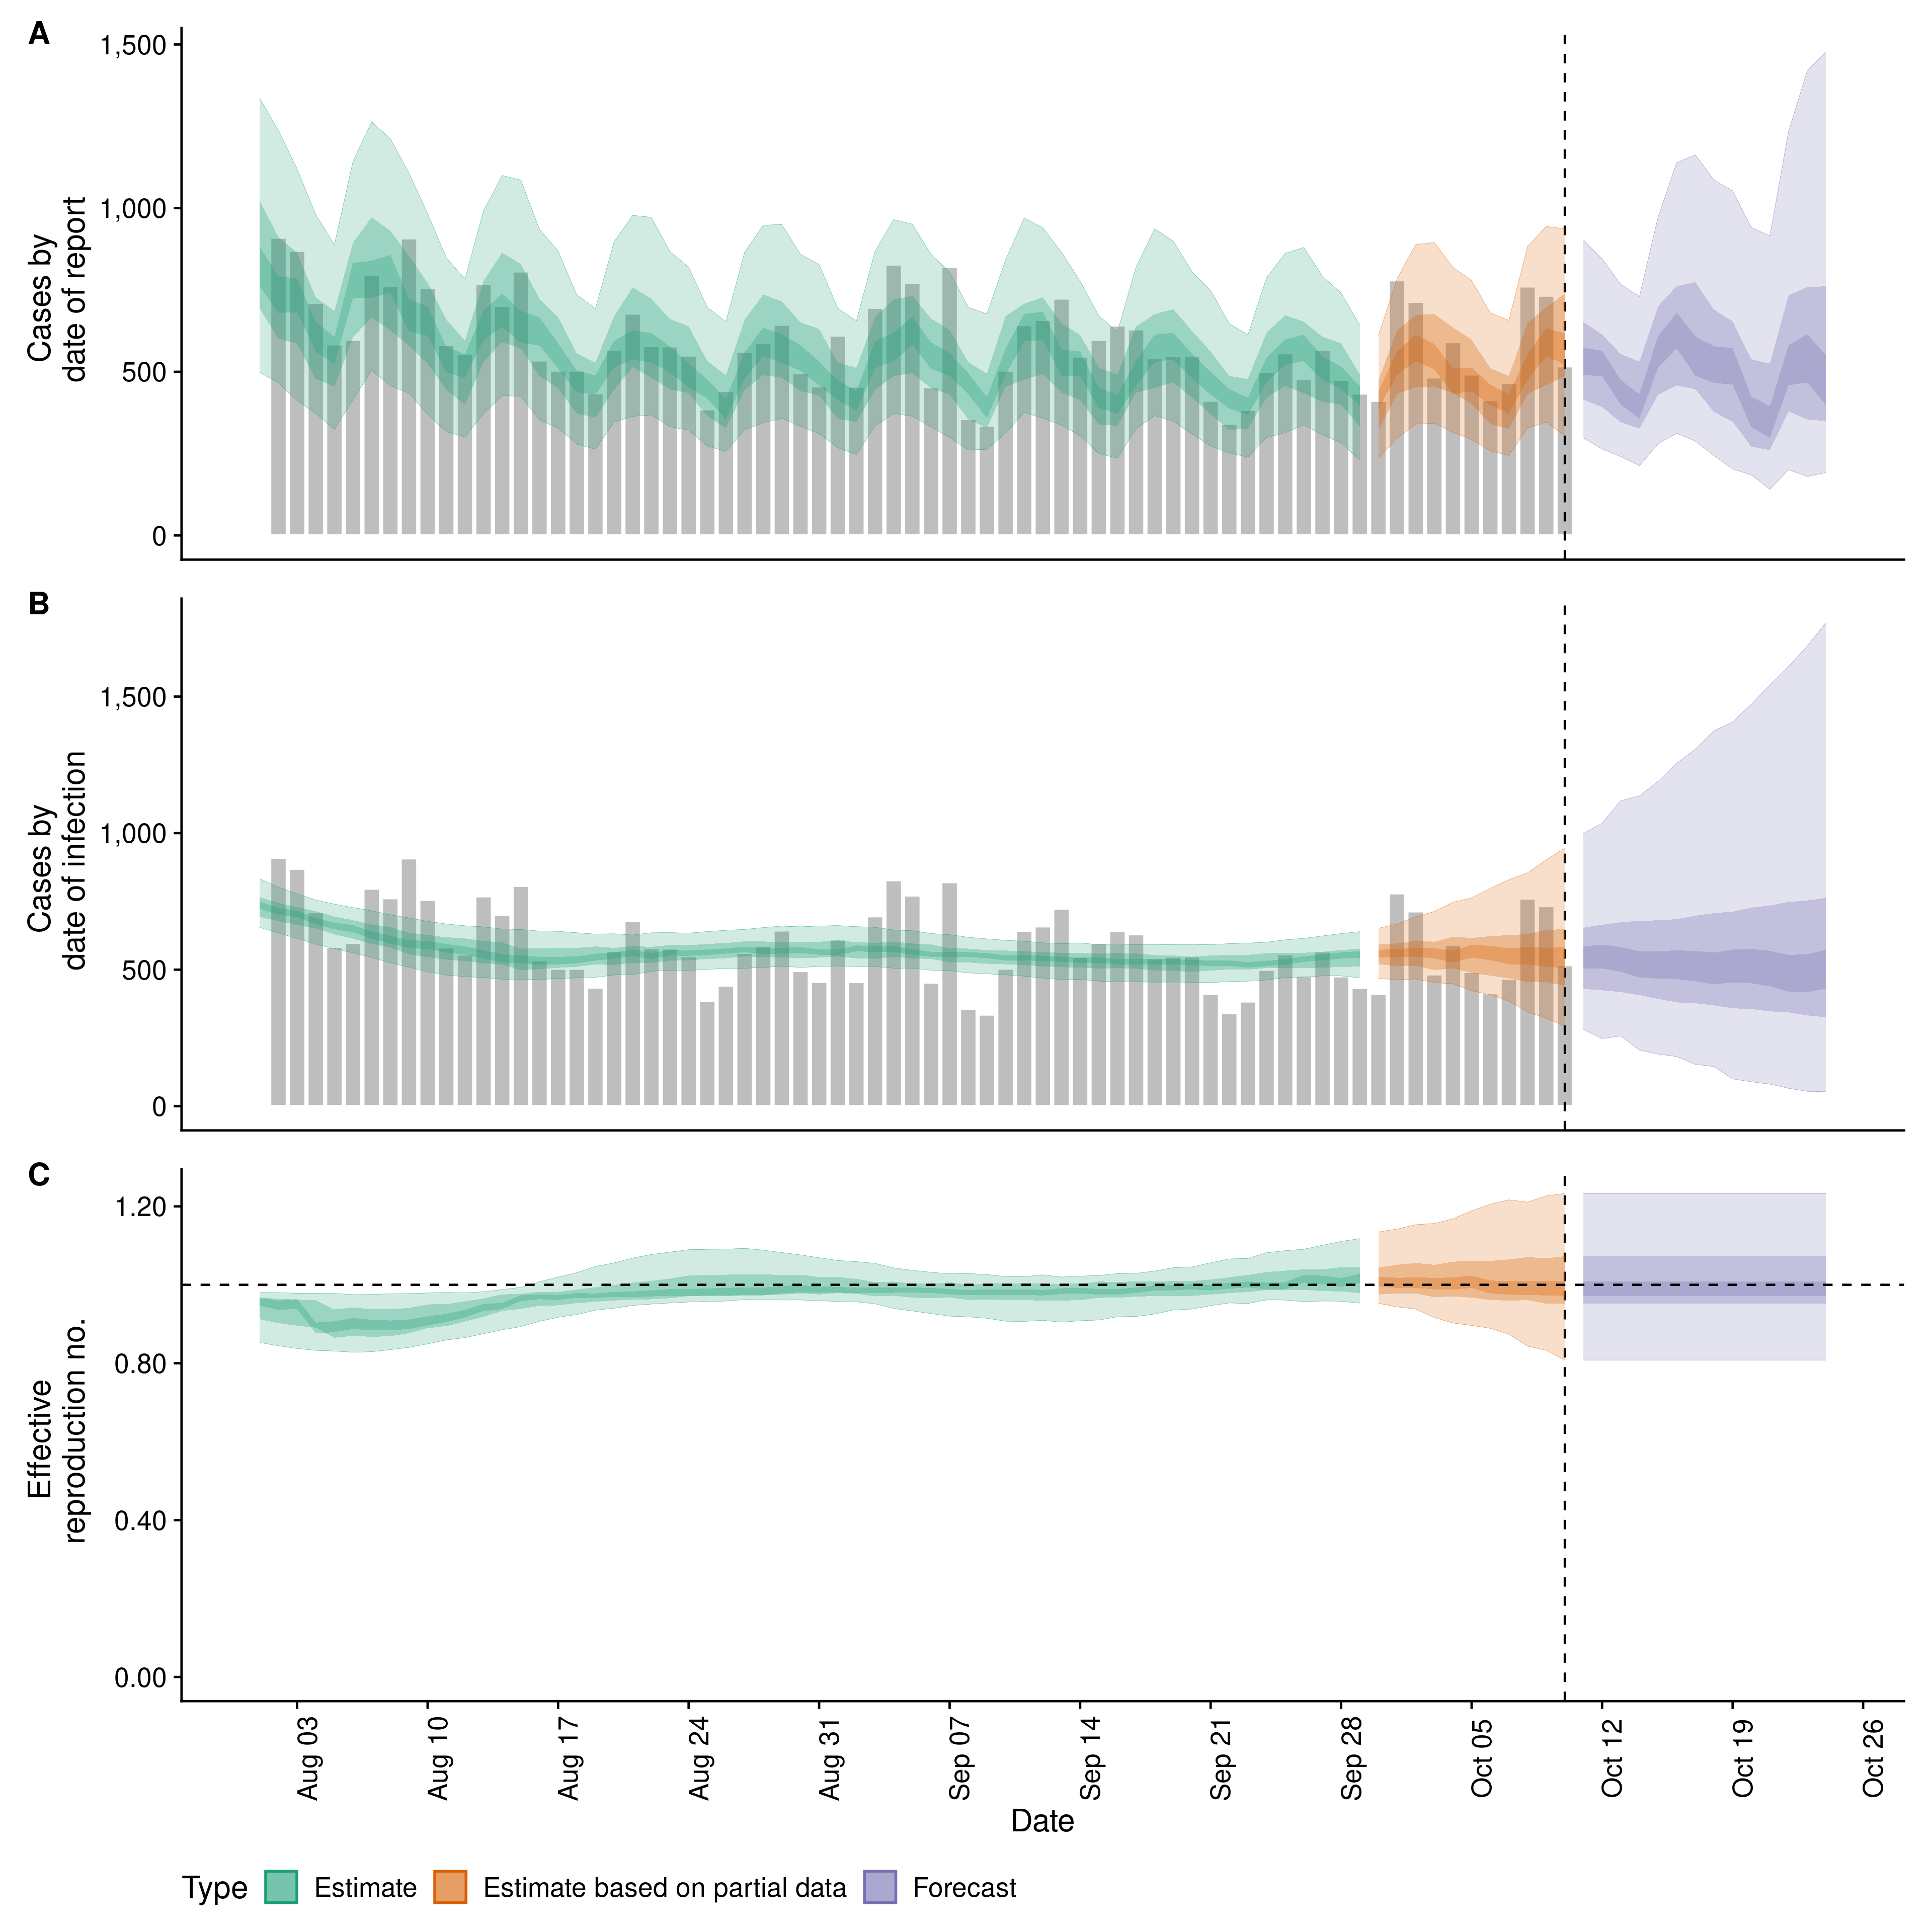 A
Cases by
date of report
1,500
1,000
500
0
B
Cases by
date of infection
1,500
1,000
500
0
C
Effective
reproduction no.
1.20
0.80
0.40
0.00
Aug 03
Aug 10
Aug 17
Aug 24
Aug 31
Sep 07
Sep 14
Sep 21
Sep 28
Oct 05
Oct 12
Oct 19
Oct 26
Date
Type Estimate Estimate based on partial data Forecast